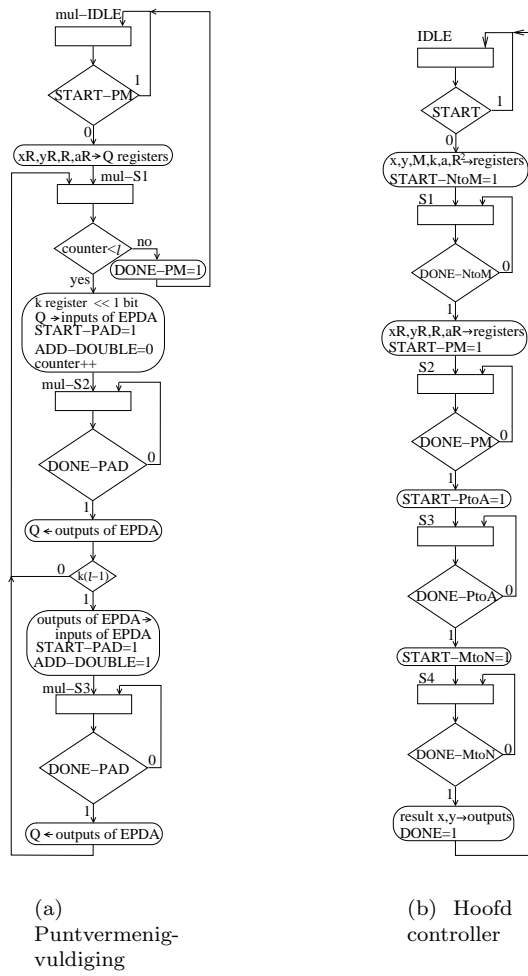 mul–IDLE
START–PM
1
0
xR,yR,R,aR→Q registers
mul–S1
counter<l
no
DONE–PM=1
yes
k register << 1 bit
Q →inputs of EPDA
START–PAD=1
ADD–DOUBLE=0
counter++
mul–S2
DONE–PAD
0
1
Q ← outputs of EPDA
0
k(l–1)
1
outputs of EPDA→
inputs of EPDA
START–PAD=1
ADD–DOUBLE=1
mul–S3
DONE–PAD
0
1
Q ← outputs of EPDA
(a)
Puntvermenig-
vuldiging
IDLE
START
1
0
x,y,M,k,a,R²→registers
START–NtoM=1
S1
DONE–NtoM
0
1
xR,yR,R,aR→registers
START–PM=1
S2
DONE–PM
0
1
START–PtoA=1
S3
DONE–PtoA
0
1
START–MtoN=1
S4
DONE–MtoN
0
1
result x,y→outputs
DONE=1
(b) Hoofd
controller